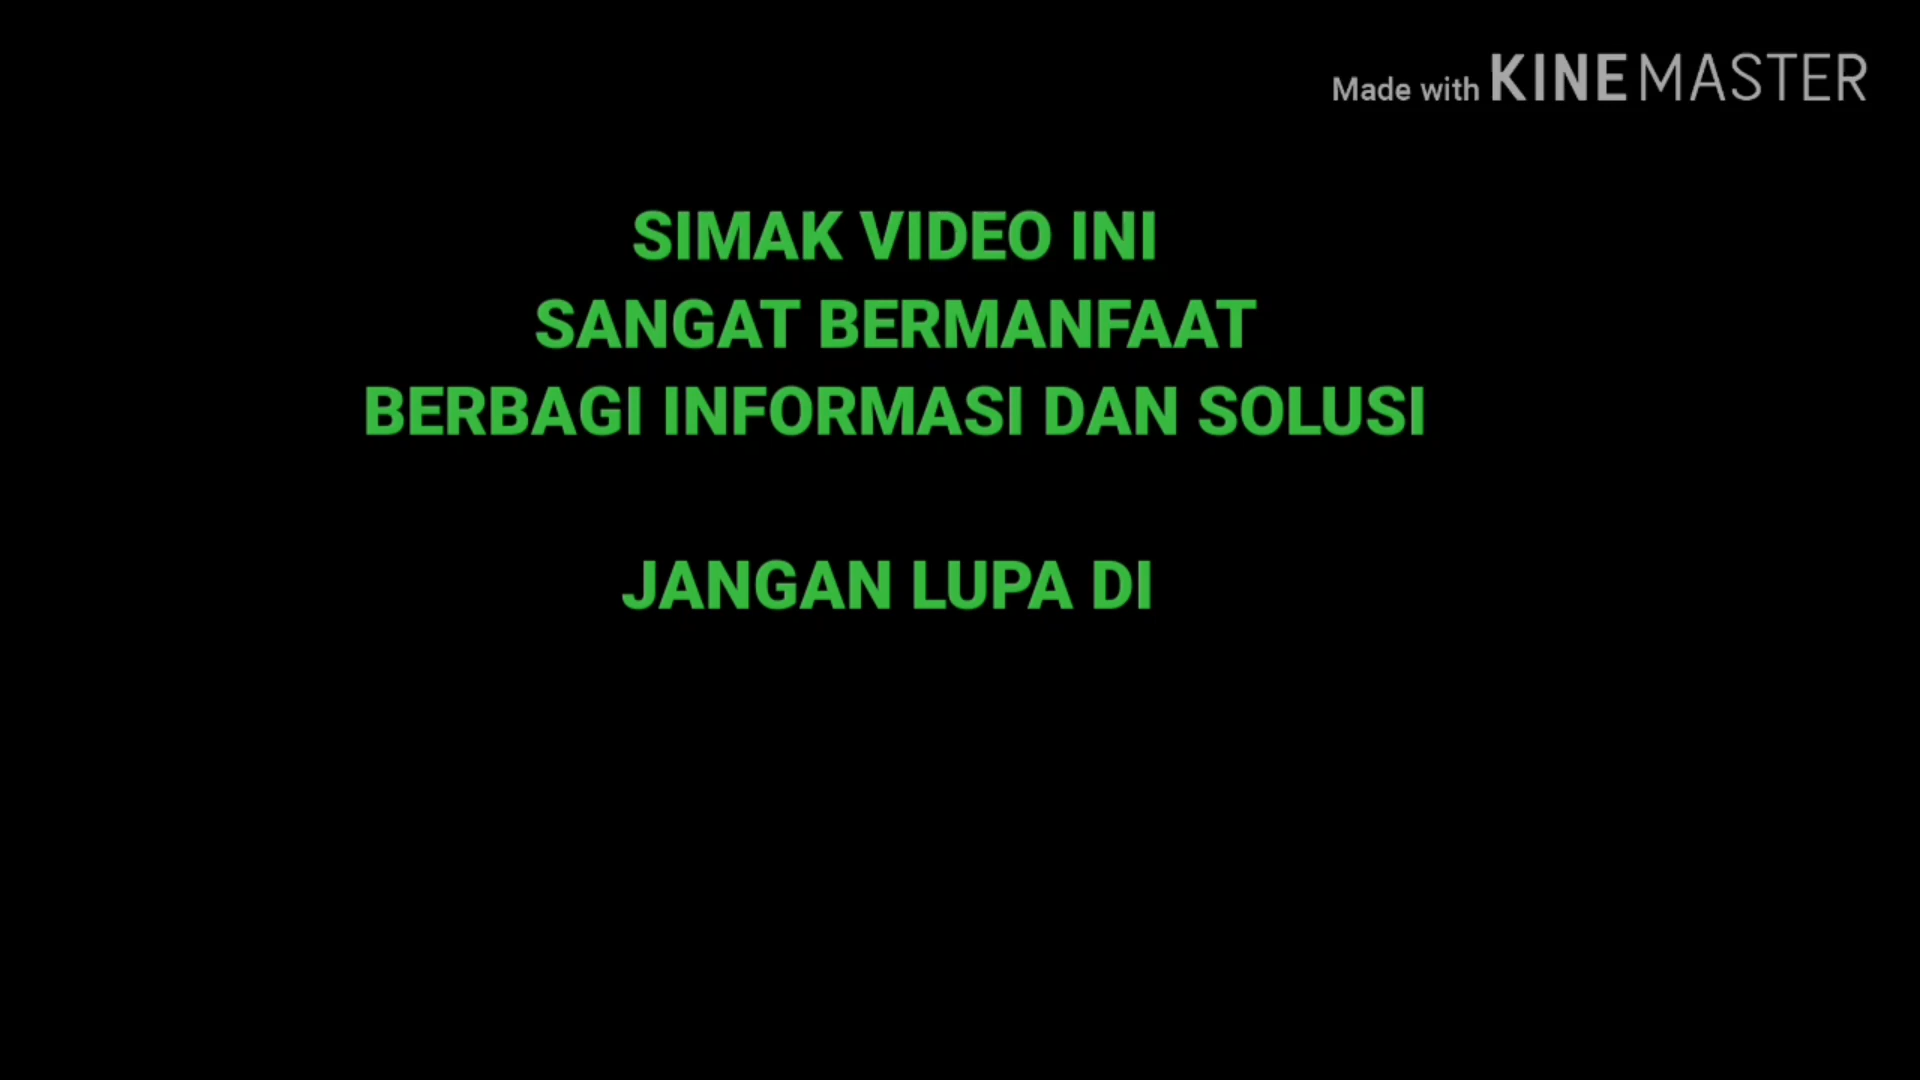 Made with KINEMASTER
SIMAK VIDEO INI
SANGAT BERMANFAAT
BERBAGI INFORMASI DAN SOLUSI
JANGAN LUPA DI